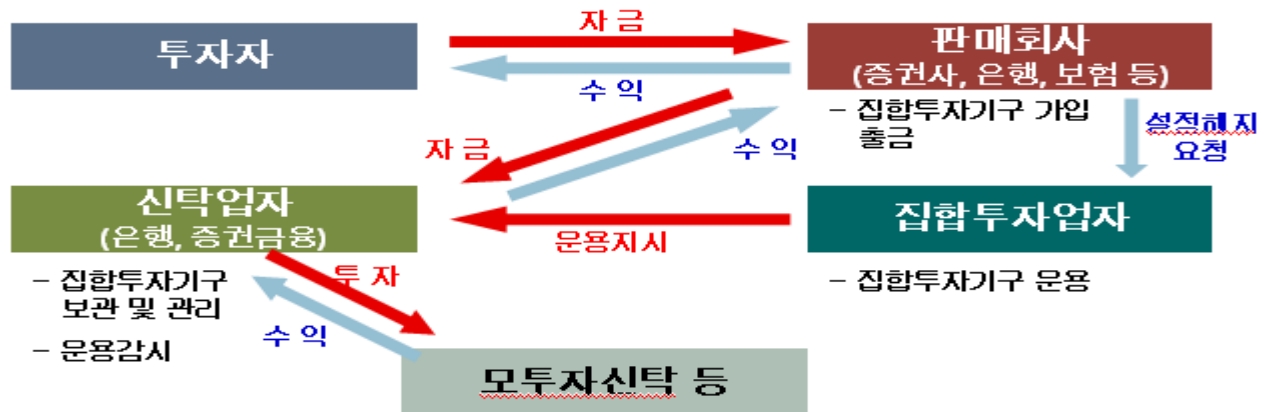 자 금
투자자
판매회사
(증권사, 은행, 보험 등)
수 익
- 집합투자기구 가입
출금
설정해지
요청
자 금
수 익
신탁업자
(은행, 증권금융)
집합투자업자
운용지시
- 집합투자기구
보관 및 관리
- 운용감시
투 자
수 익
- 집합투자기구 운용
모투자신탁 등